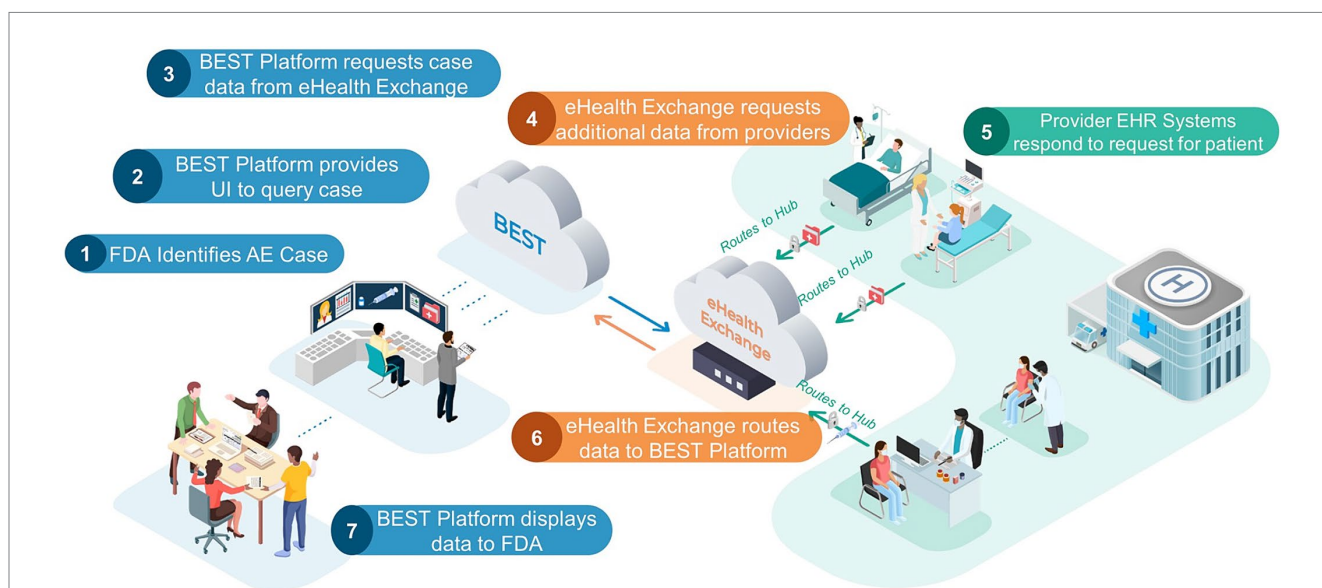 3
BEST Platform requests case
data from eHealth Exchange
4
eHealth Exchange requests
additional data from providers
5
Provider EHR Systems
respond to request for patient
2
BEST Platform provides
UI to query case
1
FDA Identifies AE Case
BEST
Routes to Hub
Routes to Hub
eHealth
Exchange
H
Routes to Hub
6
eHealth Exchange routes
data to BEST Platform
7
BEST Platform displays
data to FDA